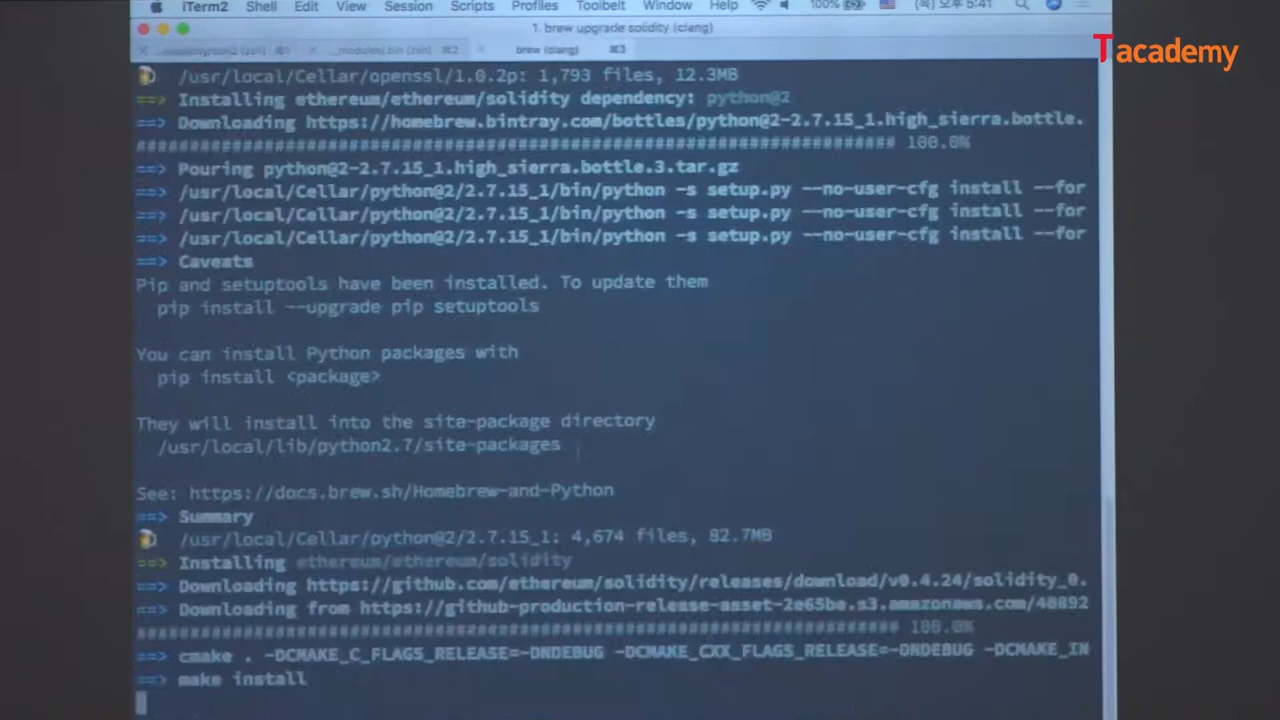 iTerm2 Shell Edit View Session Scripts Profiles Toolbelt Window Help 100% 오후 5:41
1. brew upgrade solidity (clang)
brew (clang) ⌘3
Tacademy
/usr/local/Cellar/openssl/1.0.2p: 1,793 files, 12.3MB
==> Installing ethereum/ethereum/solidity dependency: python@2
==> Downloading https://homebrew.bintray.com/bottles/python@2-2.7.15_1.high_sierra.bottle.
######################################################################## 100.0%
==> Pouring python@2-2.7.15_1.high_sierra.bottle.3.tar.gz
==> /usr/local/Cellar/python@2/2.7.15_1/bin/python -s setup.py --no-user-cfg install --for
==> /usr/local/Cellar/python@2/2.7.15_1/bin/python -s setup.py --no-user-cfg install --for
==> /usr/local/Cellar/python@2/2.7.15_1/bin/python -s setup.py --no-user-cfg install --for
==> Caveats
Pip and setuptools have been installed. To update them
pip install --upgrade pip setuptools
You can install Python packages with
pip install <package>
They will install into the site-package directory
/usr/local/lib/python2.7/site-packages
See: https://docs.brew.sh/Homebrew-and-Python
==> Summary
/usr/local/Cellar/python@2/2.7.15_1: 4,674 files, 82.7MB
==> Installing ethereum/ethereum/solidity
==> Downloading https://github.com/ethereum/solidity/releases/download/v0.4.24/solidity_0.
==> Downloading from https://github-production-release-asset-2e65be.s3.amazonaws.com/40892
######################################################################## 100.0%
==> cmake . -DCMAKE_C_FLAGS_RELEASE=-DNDEBUG -DCMAKE_CXX_FLAGS_RELEASE=-DNDEBUG -DCMAKE_IN
==> make install